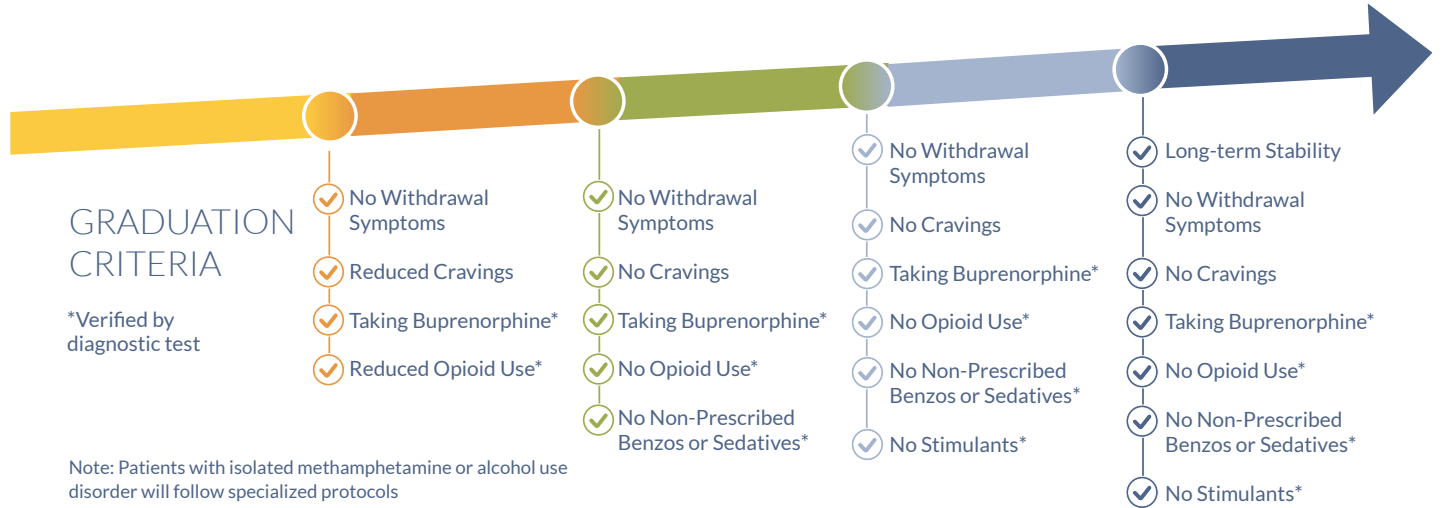 GRADUATION
CRITERIA
*Verified by
diagnostic test
No Withdrawal
Symptoms
Reduced Cravings
Taking Buprenorphine*
Reduced Opioid Use*
No Withdrawal
Symptoms
No Cravings
Taking Buprenorphine*
No Opioid Use*
No Non-Prescribed
Benzos or Sedatives*
No Withdrawal
Symptoms
No Cravings
Taking Buprenorphine*
No Opioid Use*
No Non-Prescribed
Benzos or Sedatives*
No Stimulants*
Long-term Stability
No Withdrawal
Symptoms
No Cravings
Taking Buprenorphine*
No Opioid Use*
No Non-Prescribed
Benzos or Sedatives*
No Stimulants*
Note: Patients with isolated methamphetamine or alcohol use
disorder will follow specialized protocols